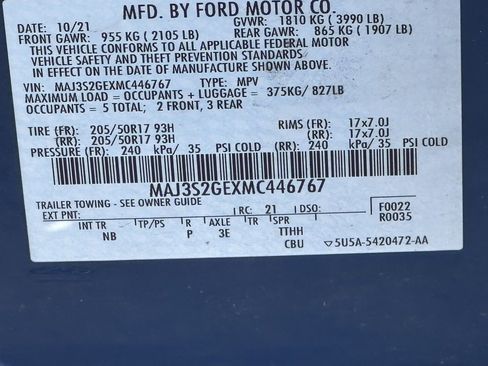 MFD. BY FORD MOTOR CO.
DATE: 10/21 GVWR: 1810 KG ( 3990 LB)
FRONT GAWR: 955 KG ( 2105 LB) REAR GAWR: 865 KG ( 1907 LB)
THIS VEHICLE CONFORMS TO ALL APPLICABLE FEDERAL MOTOR
VEHICLE SAFETY AND THEFT PREVENTION STANDARDS
IN EFFECT ON THE DATE OF MANUFACTURE SHOWN ABOVE.
VIN: MAJ3S2GEXMC446767 TYPE: MPV
MAXIMUM LOAD = OCCUPANTS + LUGGAGE = 375KG/ 827LB
OCCUPANTS = 5 TOTAL; 2 FRONT, 3 REAR
TIRE (FR): 205/50R17 93H RIMS (FR): 17x7.0J
(RR): 205/50R17 93H (RR): 17x7.0J
PRESSURE (FR): 240 kPa/ 35 PSI COLD (RR): 240 kPa/ 35 PSI COLD
MAJ3S2GEXMC446767
TRAILER TOWING - SEE OWNER GUIDE
EXT PNT: RC: 21 DSO: F0022
R0035
INT TR TP/PS R AXLE TR SPR
NB P 3E TTHH
CBU 5U5A-5420472-AA